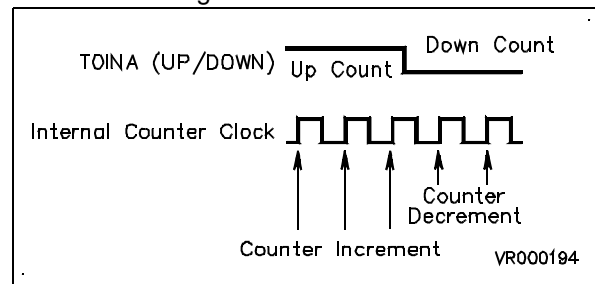 TOINA (UP/DOWN)
Up Count
Down Count
Internal Counter Clock
Counter
Decrement
Counter Increment
VR000194